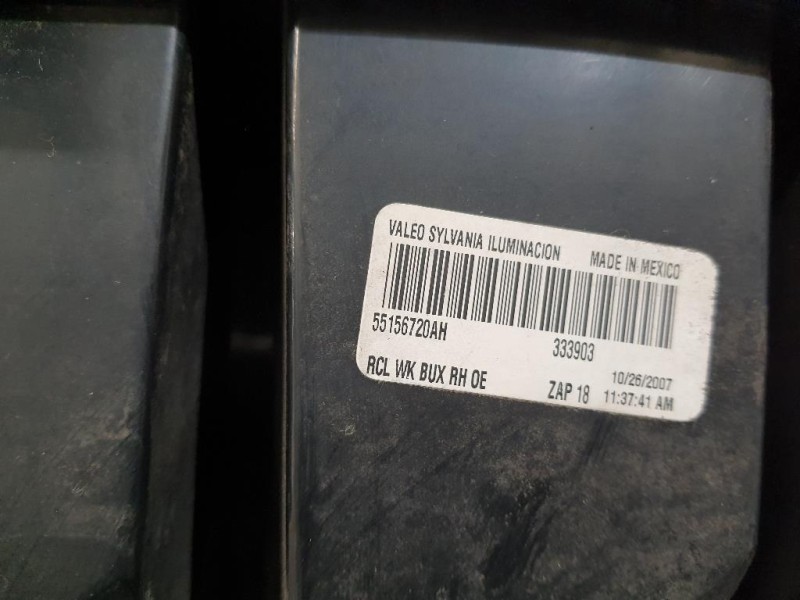 VALEO SYLVANIA ILUMINACION MADE IN MEXICO
55156720AH 333903
RCL WK BUX RH OE ZAP 18 10/26/2007
11:37:41 AM